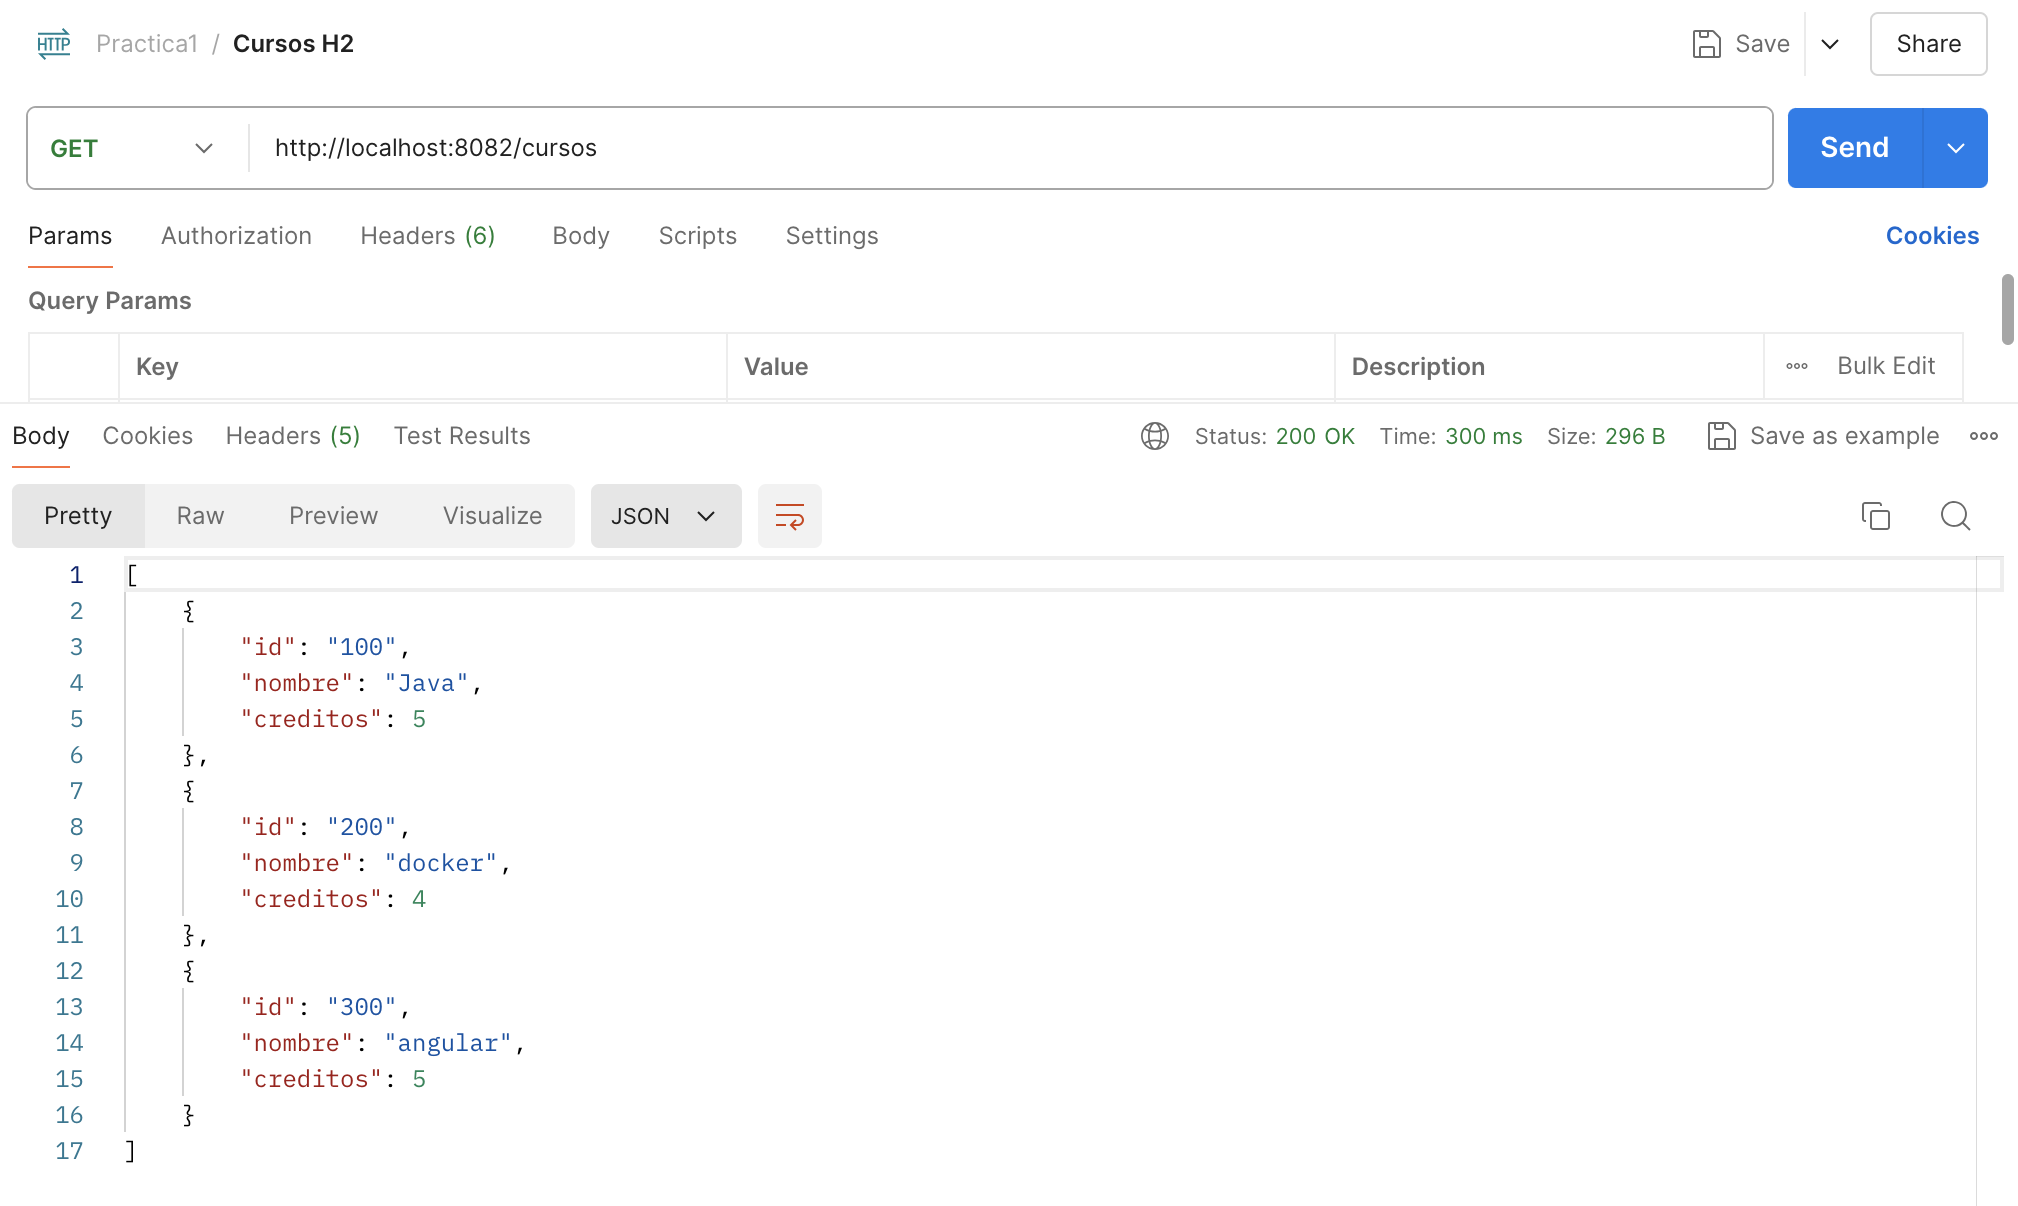 HTTP Practica1 / Cursos H2 Save Share
GET http://localhost:8082/cursos Send
Params Authorization Headers (6) Body Scripts Settings Cookies
Query Params
Key Value Description Bulk Edit
Body Cookies Headers (5) Test Results Status: 200 OK Time: 300 ms Size: 296 B Save as example
Pretty Raw Preview Visualize JSON
1 [
2 {
3 "id": "100",
4 "nombre": "Java",
5 "creditos": 5
6 },
7 {
8 "id": "200",
9 "nombre": "docker",
10 "creditos": 4
11 },
12 {
13 "id": "300",
14 "nombre": "angular",
15 "creditos": 5
16 }
17 ]